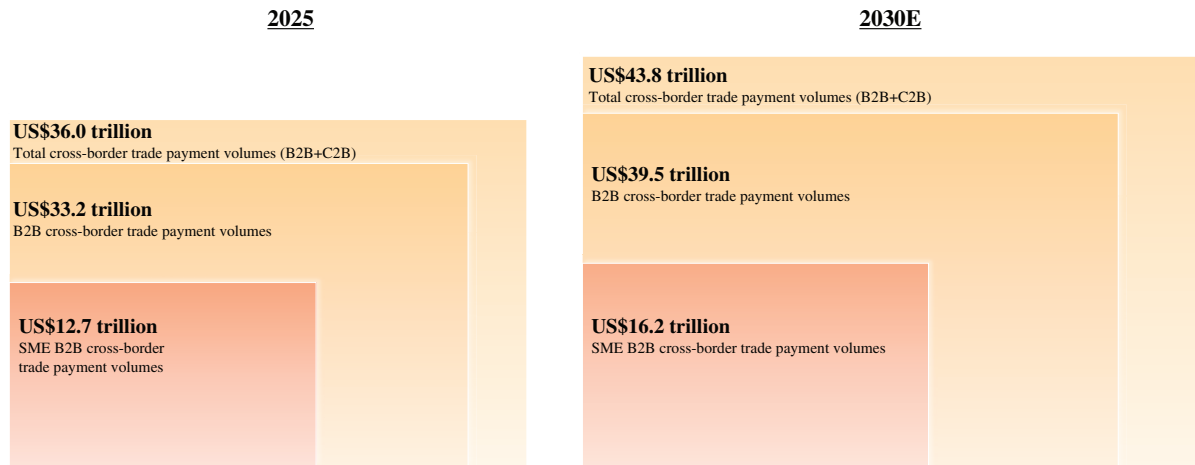 2025
US$36.0 trillion
Total cross-border trade payment volumes (B2B+C2B)
US$33.2 trillion
B2B cross-border trade payment volumes
US$12.7 trillion
SME B2B cross-border
trade payment volumes
2030E
US$43.8 trillion
Total cross-border trade payment volumes (B2B+C2B)
US$39.5 trillion
B2B cross-border trade payment volumes
US$16.2 trillion
SME B2B cross-border trade payment volumes